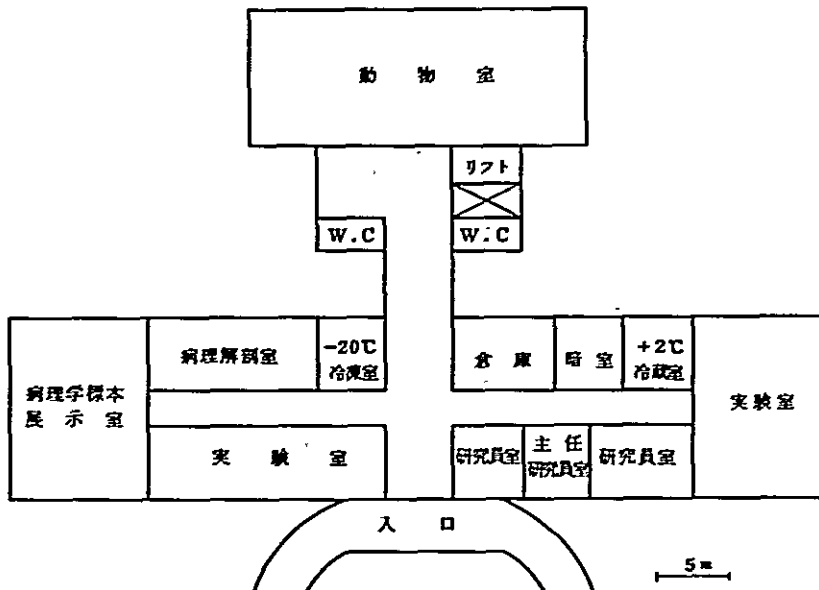 動物室
リフト
W.C
W.C
病理解剖室
-20℃
冷凍室
倉庫
暗室
+2℃
冷蔵室
病理学標本
展示室
実験室
実験室
研究員室
主任
研究員室
研究員室
入口
5m